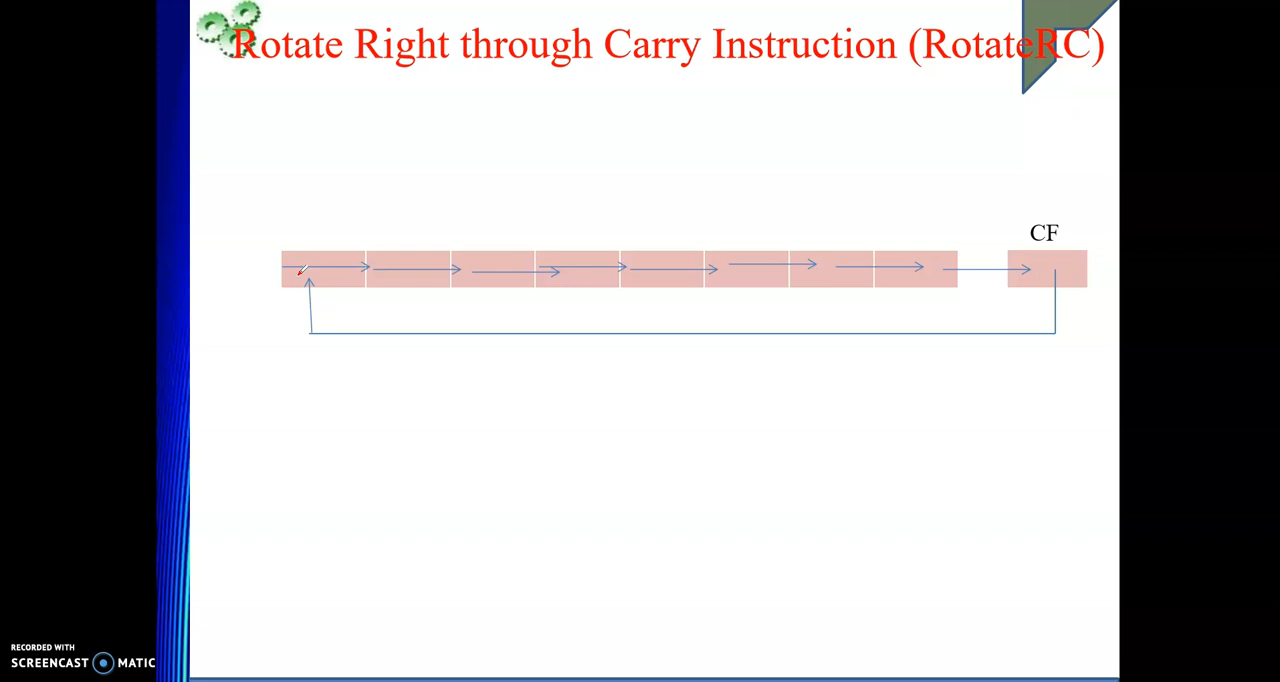 Rotate Right through Carry Instruction (RotateRC)
CF
RECORDED WITH
SCREENCAST MATIC